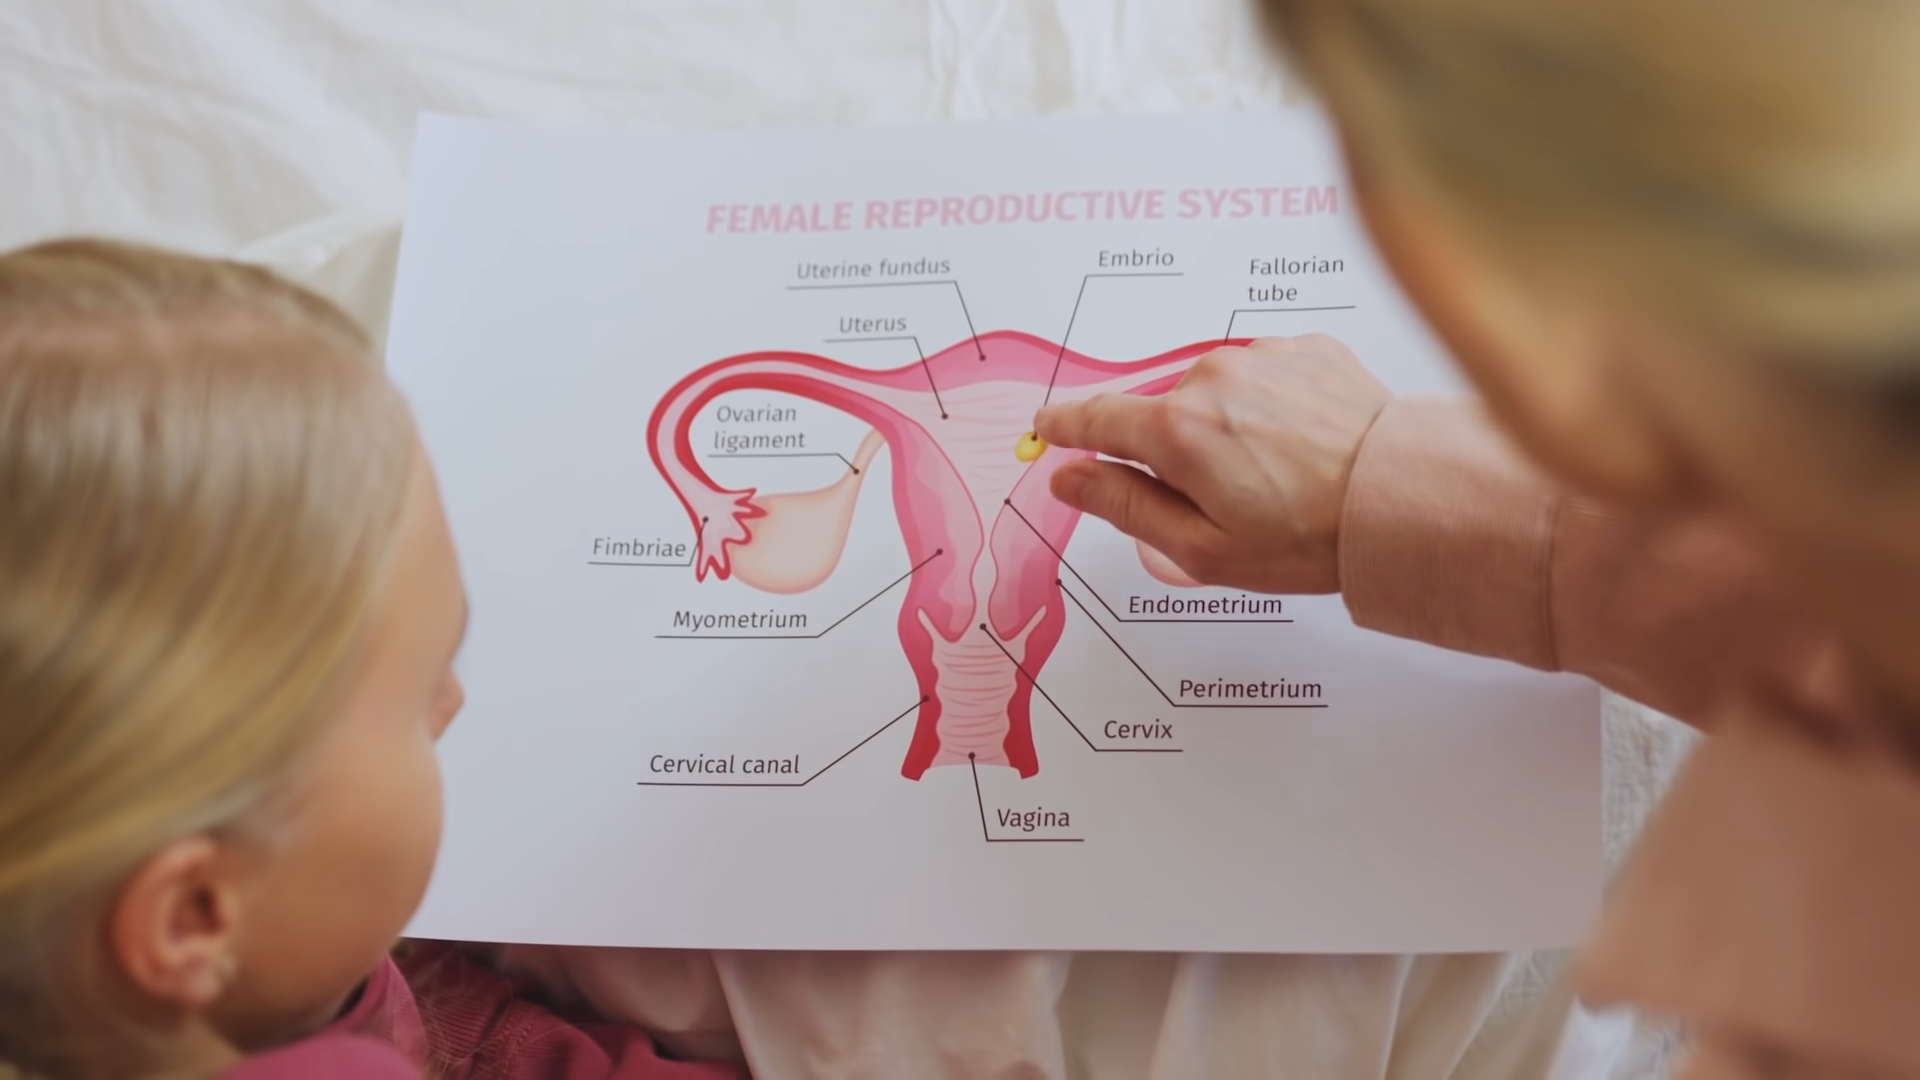 FEMALE REPRODUCTIVE SYSTEM
Uterine fundus
Embrio
Fallorian
tube
Uterus
Ovarian
ligament
Fimbriae
Myometrium
Endometrium
Perimetrium
Cervix
Cervical canal
Vagina